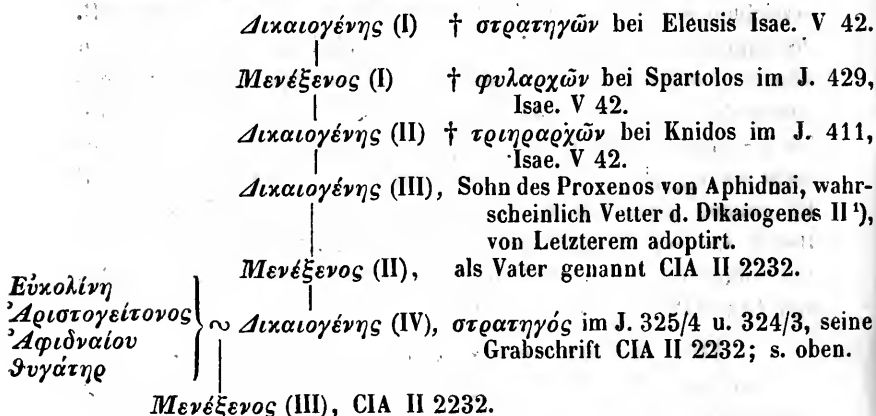 Δικαιογένης (I) † στρατηγῶν bei Eleusis Isae. V 42.
Μενέξενος (I) † φυλαρχῶν bei Spartolos im J. 429,
Isae. V 42.
Δικαιογένης (II) † τριηραρχῶν bei Knidos im J. 411,
Isae. V 42.
Δικαιογένης (III), Sohn des Proxenos von Aphidnai, wahr-
scheinlich Vetter d. Dikaiogenes II ¹),
von Letzterem adoptirt.
Μενέξενος (II), als Vater genannt CIA II 2232.
Εὐκολίνη
Ἀριστογείτονος
Ἀφιδναίου
θυγάτηρ
} ∾ Δικαιογένης (IV), στρατηγός im J. 325/4 u. 324/3, seine
Grabschrift CIA II 2232; s. oben.
Μενέξενος (III), CIA II 2232.